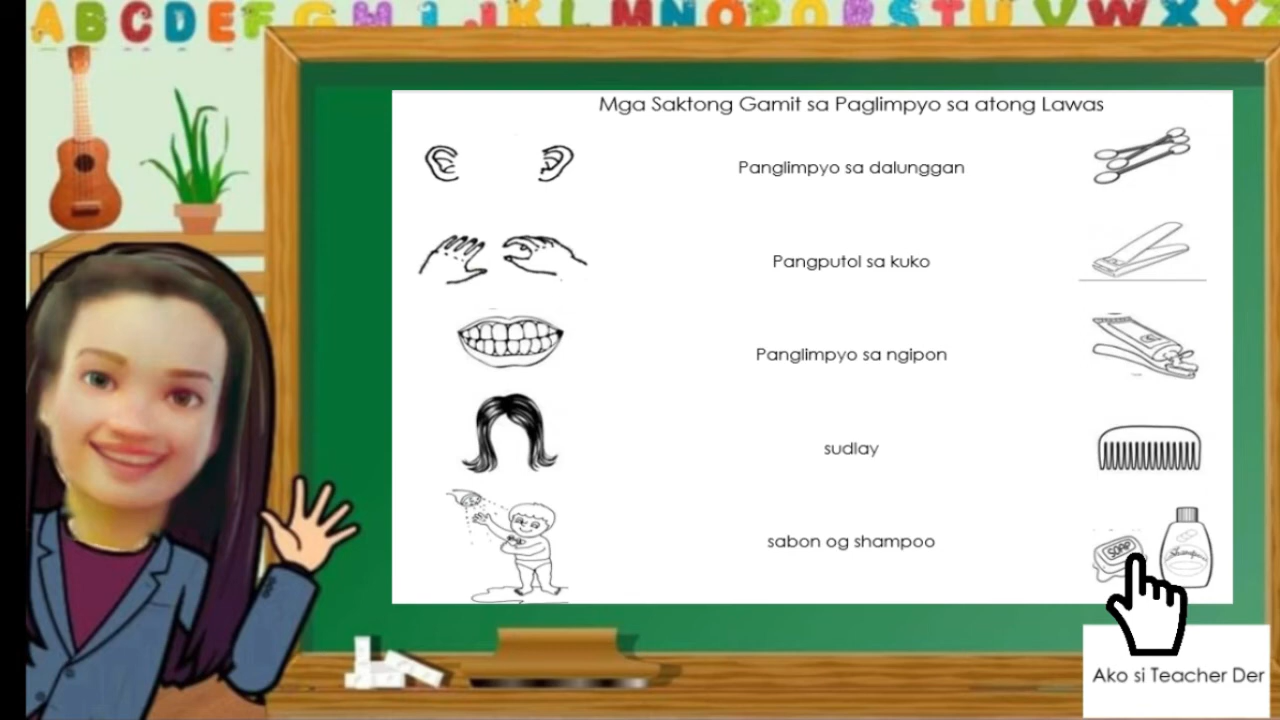 A B C D E F G H I J K L M N O P Q R S T U V W X Y Z
Mga Saktong Gamit sa Paglimpyo sa atong Lawas
Panglimpyo sa dalunggan
Pangputol sa kuko
Panglimpyo sa ngipon
sudlay
sabon og shampoo
SOAP
Shampoo
Ako si Teacher Der